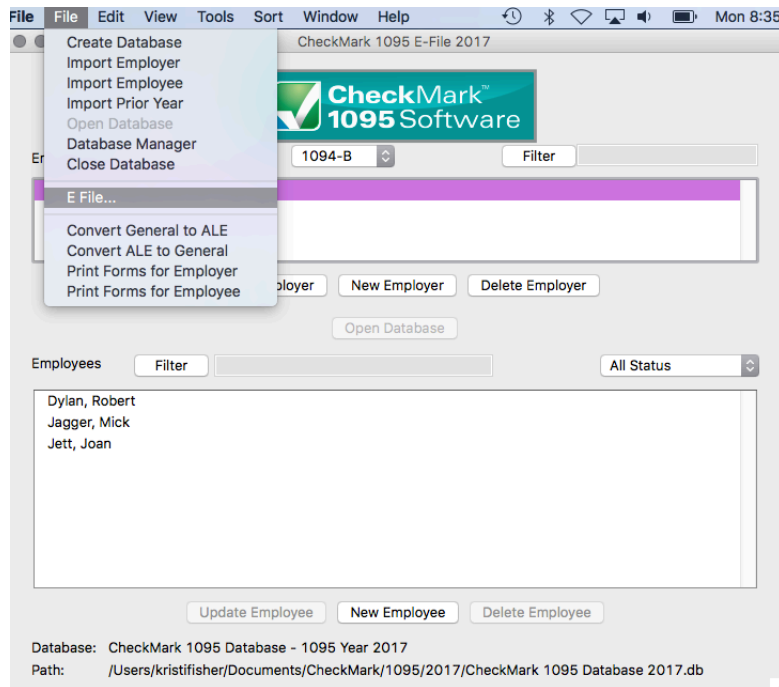 File File Edit View Tools Sort Window Help Mon 8:35
CheckMark 1095 E-File 2017
Create Database
Import Employer
Import Employee
Import Prior Year
Open Database
Database Manager
Close Database
E File...
Convert General to ALE
Convert ALE to General
Print Forms for Employer
Print Forms for Employee
CheckMark™
1095 Software
1094-B Filter
New Employer Delete Employer
Open Database
Employees Filter All Status
Dylan, Robert
Jagger, Mick
Jett, Joan
Update Employee New Employee Delete Employee
Database: CheckMark 1095 Database - 1095 Year 2017
Path: /Users/kristifisher/Documents/CheckMark/1095/2017/CheckMark 1095 Database 2017.db